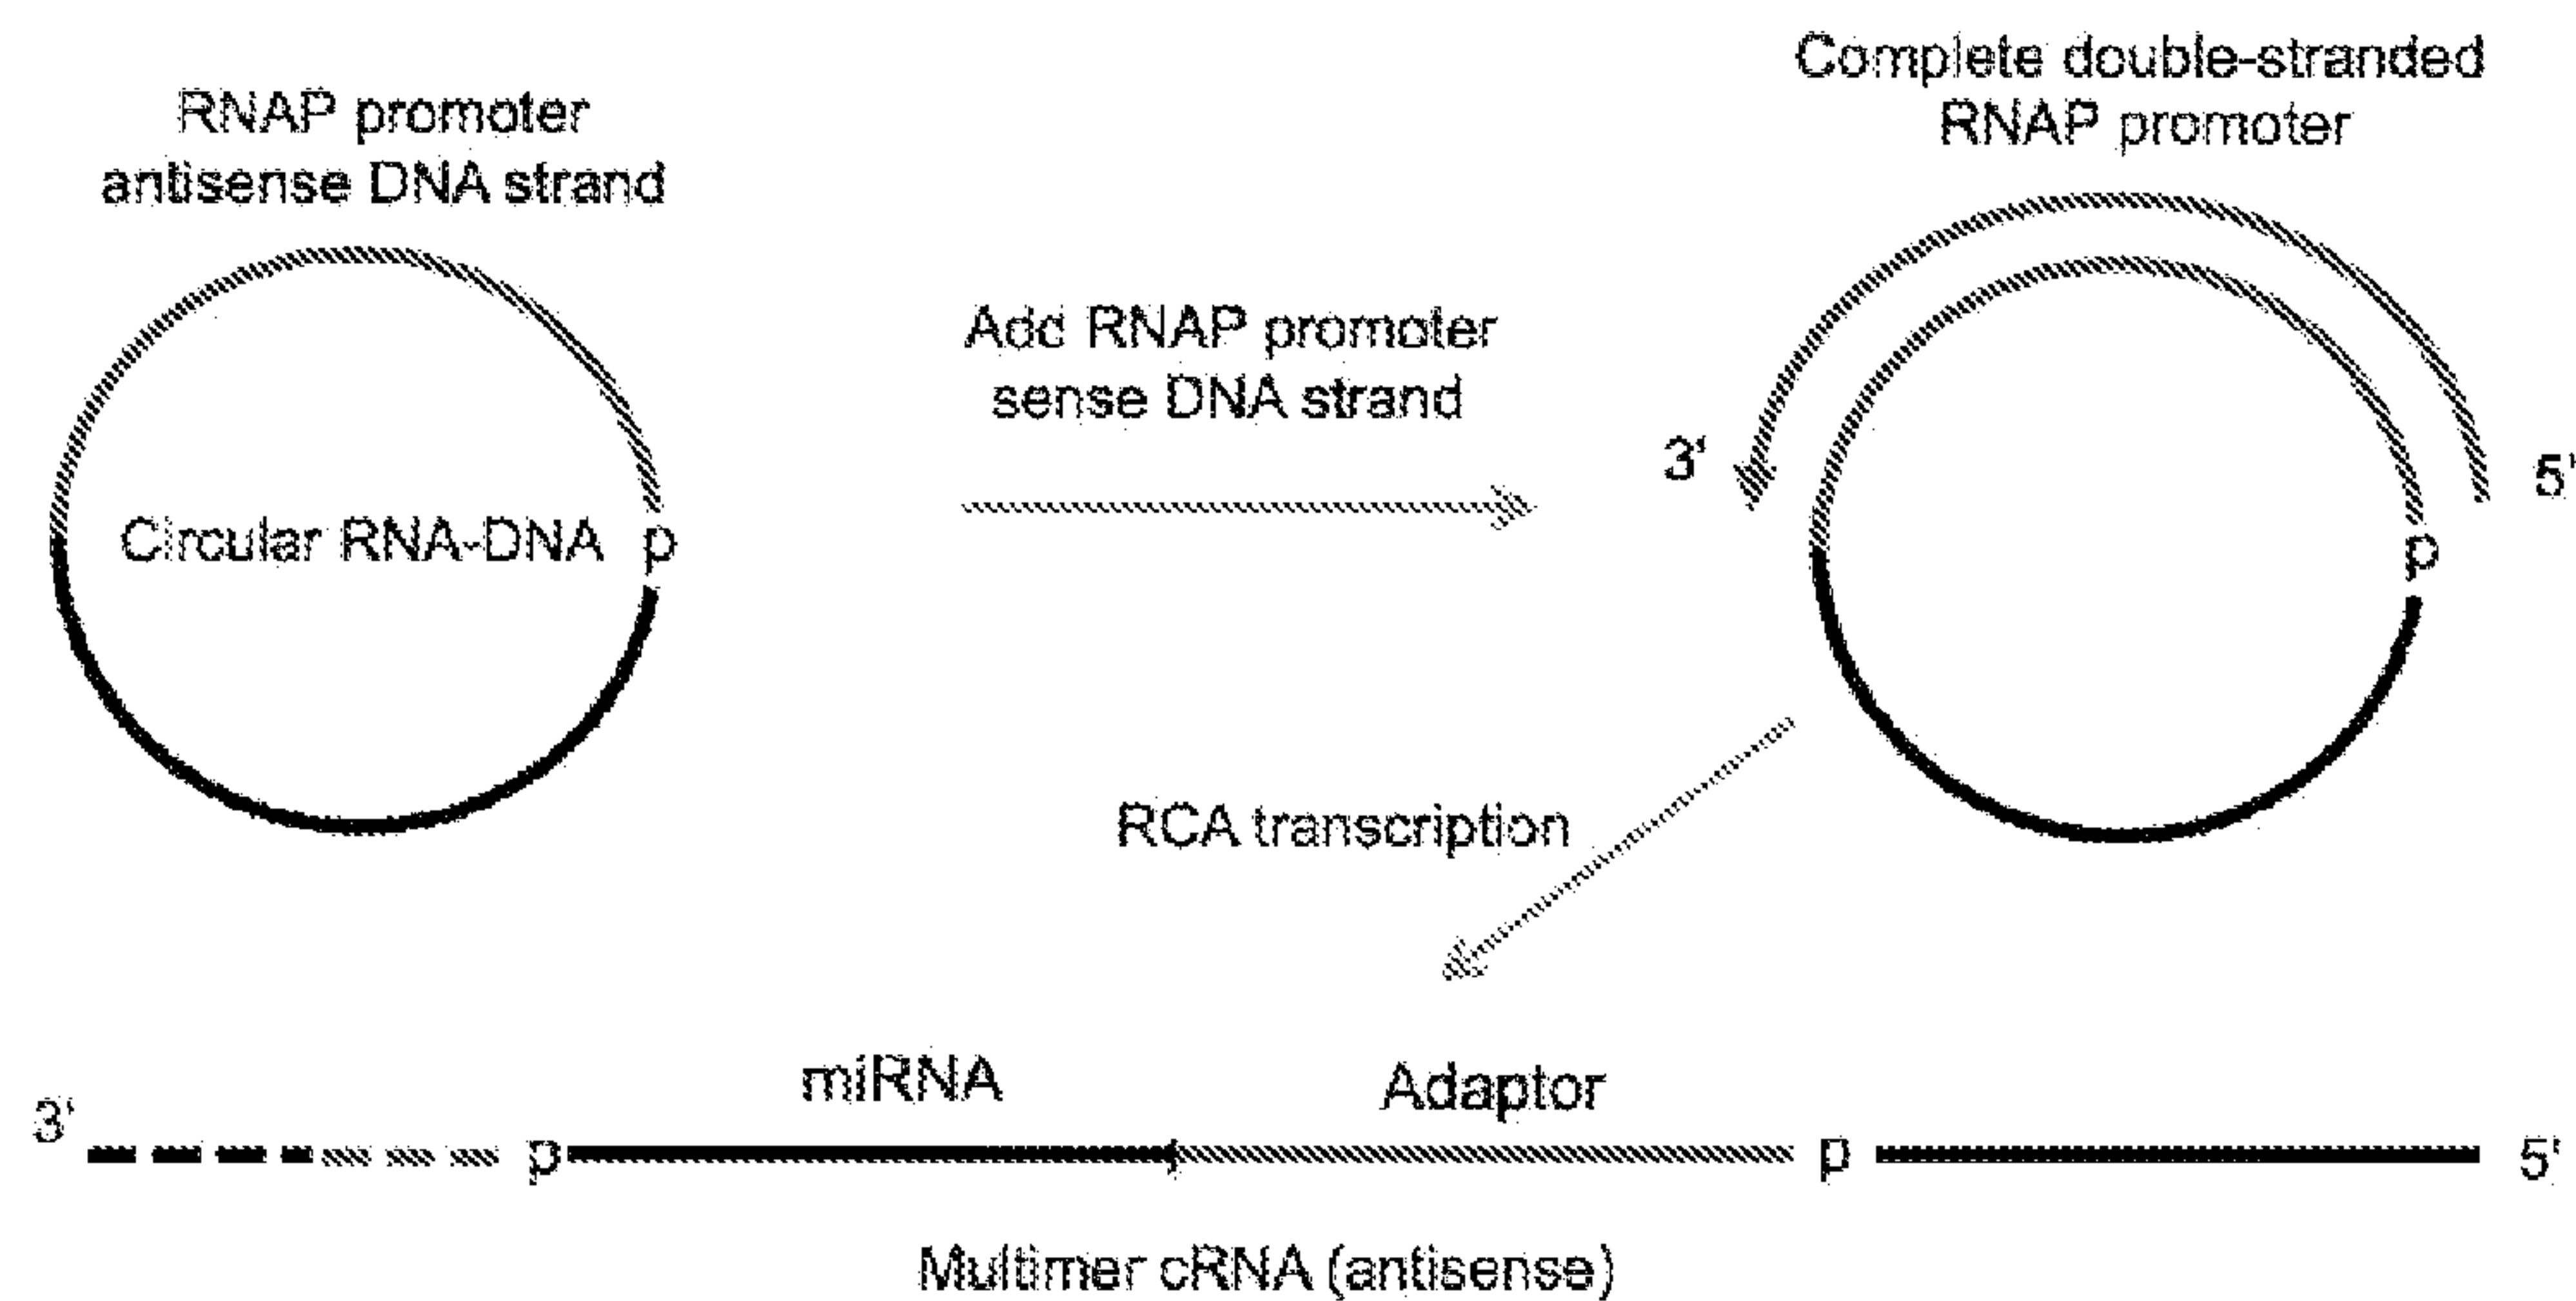 RNAP promoter
antisense DNA strand
Circular RNA-DNA
p
Add RNAP promoter
sense DNA strand
Complete double-stranded
RNAP promoter
3'
5'
p
RCA transcription
3'
miRNA
Adaptor
p
p
5'
Multimer cRNA (antisense)